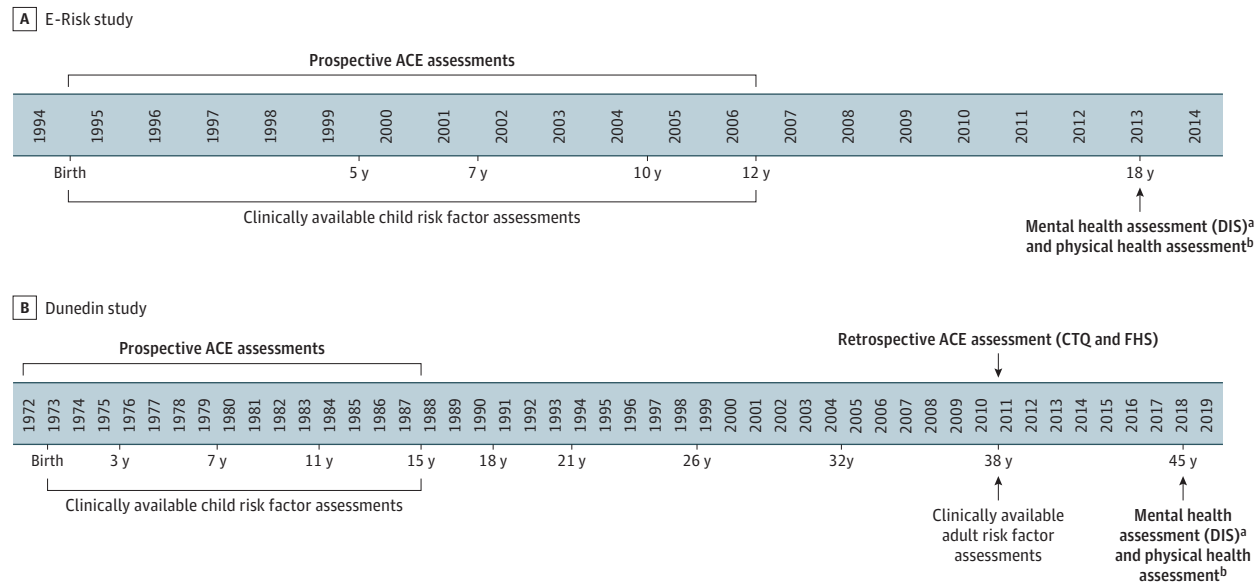 A E-Risk study
Prospective ACE assessments
1994 1995 1996 1997 1998 1999 2000 2001 2002 2003 2004 2005 2006 2007 2008 2009 2010 2011 2012 2013 2014
Birth 5 y 7 y 10 y 12 y 18 y
Clinically available child risk factor assessments
Mental health assessment (DIS)a
and physical health assessmentb
B Dunedin study
Prospective ACE assessments
Retrospective ACE assessment (CTQ and FHS)
1972 1973 1974 1975 1976 1977 1978 1979 1980 1981 1982 1983 1984 1985 1986 1987 1988 1989 1990 1991 1992 1993 1994 1995 1996 1997 1998 1999 2000 2001 2002 2003 2004 2005 2006 2007 2008 2009 2010 2011 2012 2013 2014 2015 2016 2017 2018 2019
Birth 3 y 7 y 11 y 15 y 18 y 21 y 26 y 32y 38 y 45 y
Clinically available child risk factor assessments
Clinically available
adult risk factor
assessments
Mental health
assessment (DIS)a
and physical health
assessmentb